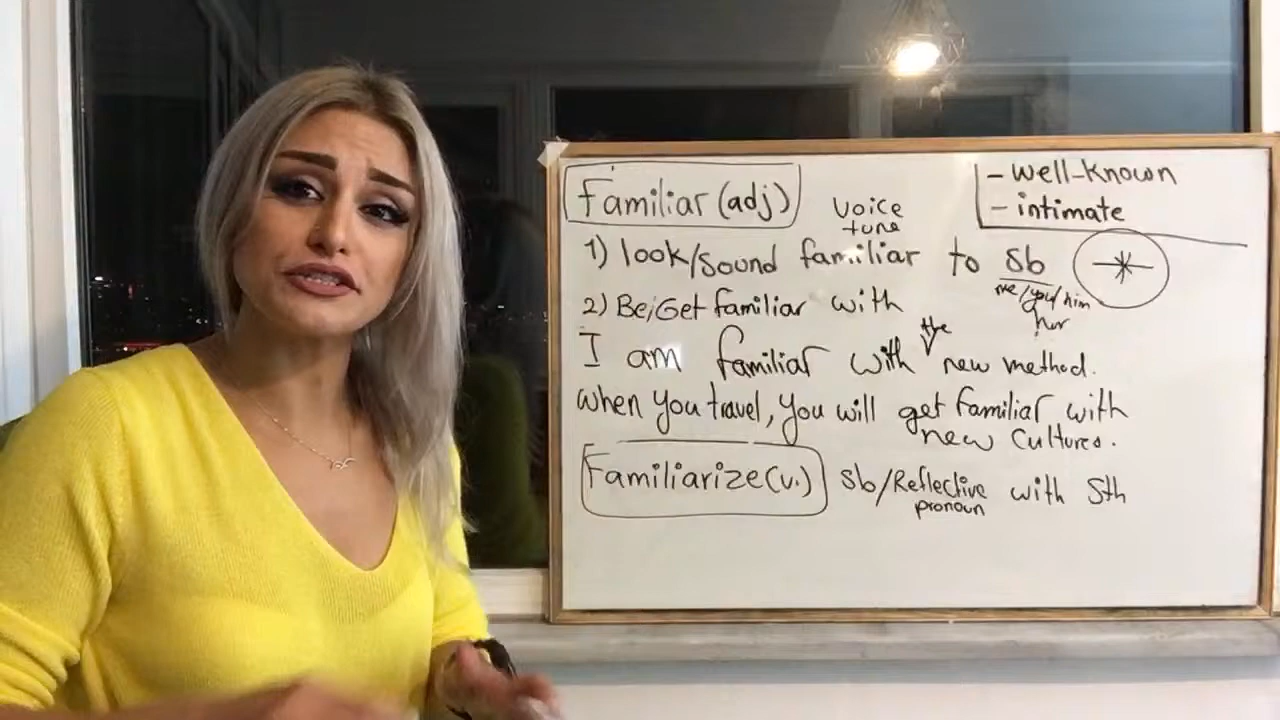 Familiar (adj)
- well-known
- intimate
voice
tune
1) look/sound familiar to sb
me/you/him
her
2) Be/Get familiar with
the
I am familiar with new method.
when you travel, you will get familiar with
new cultures.
Familiarize (v.) sb/Reflective with sth
pronoun